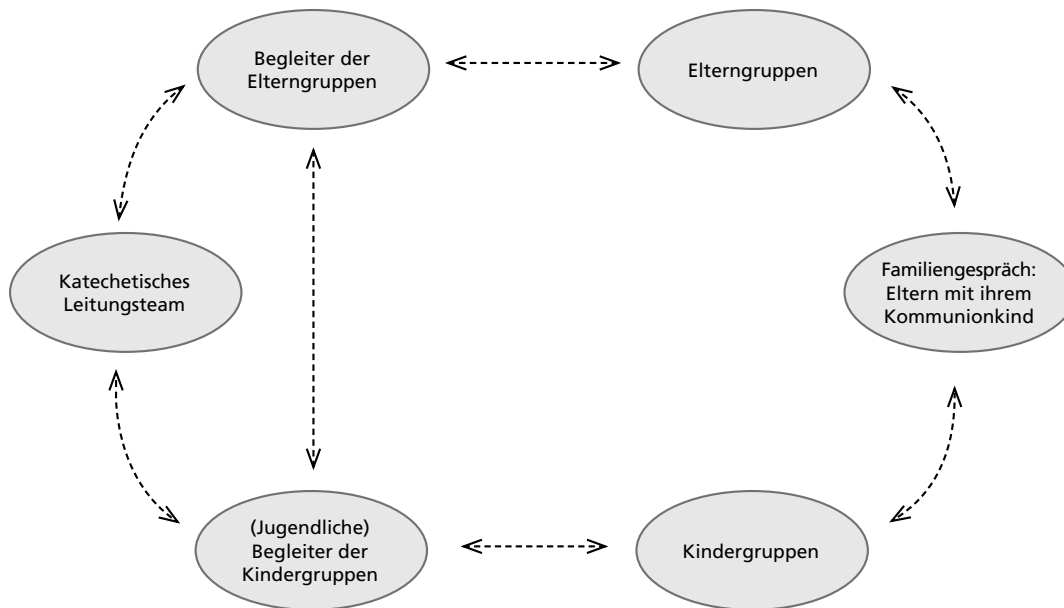 Begleiter der
Elterngruppen
Elterngruppen
Katechetisches
Leitungsteam
Familiengespräch:
Eltern mit ihrem
Kommunionkind
(Jugendliche)
Begleiter der
Kindergruppen
Kindergruppen